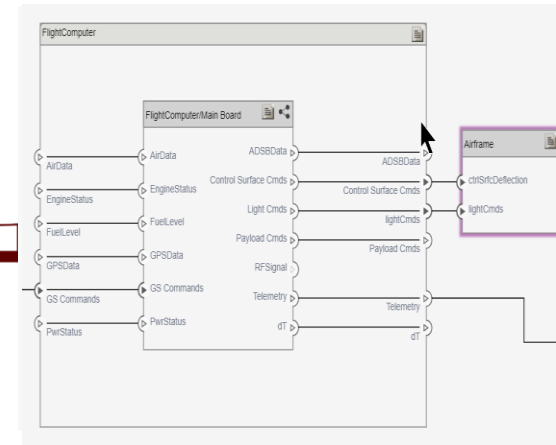 FlightComputer
FlightComputer/Main Board
AirData
EngineStatus
FuelLevel
GPSData
GS Commands
PwrStatus
AirData
EngineStatus
FuelLevel
GPSData
GS Commands
PwrStatus
ADSBData
Control Surface Cmds
Light Cmds
Payload Cmds
RFSignal
Telemetry
dT
ADSBData
Control Surface Cmds
lightCmds
Payload Cmds
Telemetry
dT
Airframe
ctrlSrfcDeflection
lightCmds